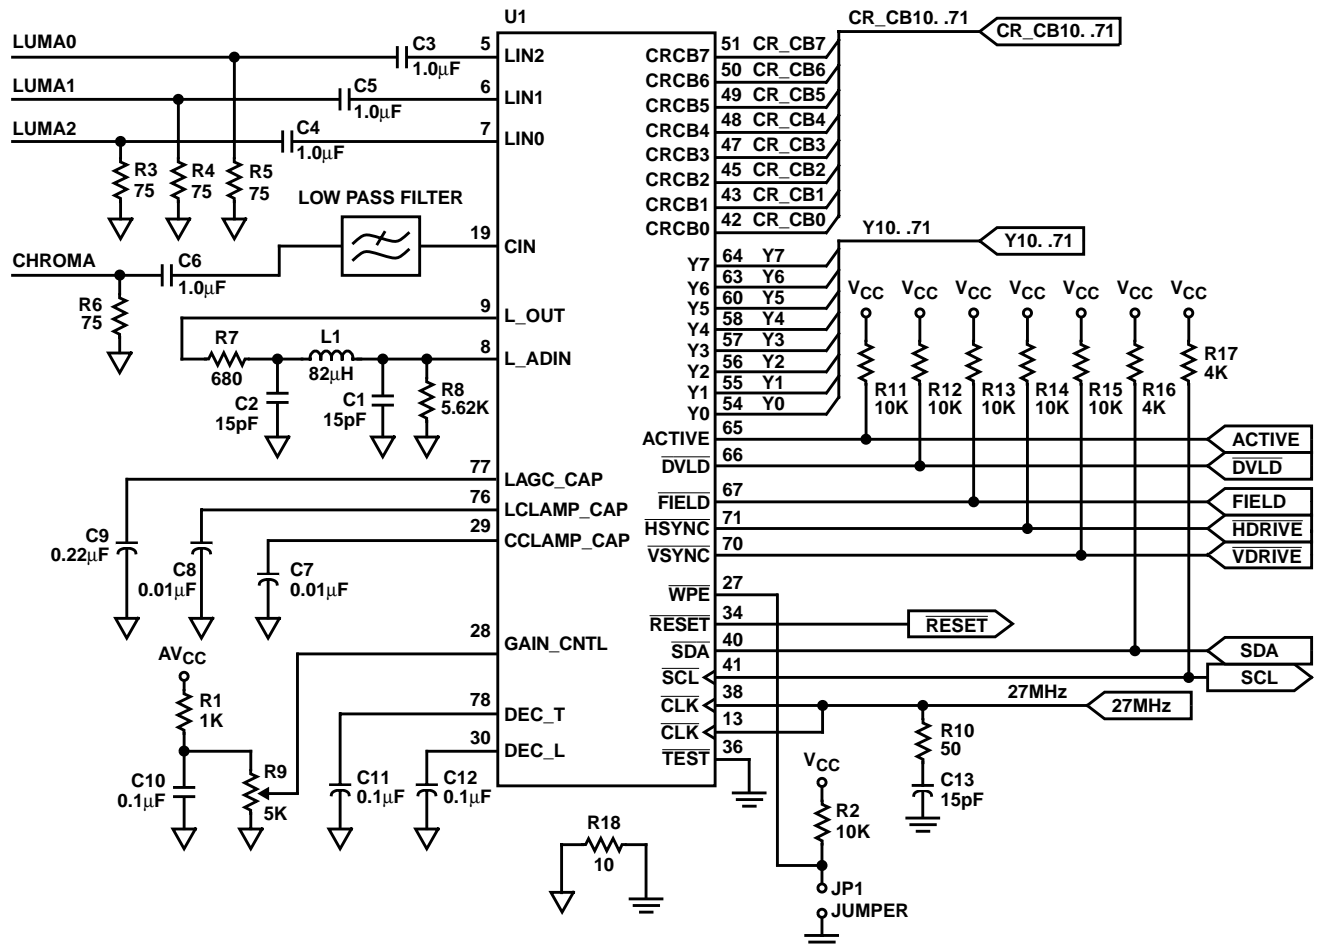 U1
LUMA0
C3
1.0μF
5
LIN2
LUMA1
C5
1.0μF
6
LIN1
LUMA2
C4
1.0μF
7
LIN0
R3
75
R4
75
R5
75
LOW PASS FILTER
19
CIN
CHROMA
C6
1.0μF
R6
75
9
L_OUT
R7
680
L1
82μH
8
L_ADIN
C2
15pF
C1
15pF
R8
5.62K
77
LAGC_CAP
76
LCLAMP_CAP
29
CCLAMP_CAP
C9
0.22μF
C8
0.01μF
C7
0.01μF
28
GAIN_CNTL
AVCC
R1
1K
78
DEC_T
30
DEC_L
C10
0.1μF
R9
5K
C11
0.1μF
C12
0.1μF
R18
10
CR_CB10. .71
CR_CB10. .71
CRCB7 51 CR_CB7
CRCB6 50 CR_CB6
CRCB5 49 CR_CB5
CRCB4 48 CR_CB4
CRCB3 47 CR_CB3
CRCB2 45 CR_CB2
CRCB1 43 CR_CB1
CRCB0 42 CR_CB0
Y10. .71
Y10. .71
Y7 64 Y7
Y6 63 Y6
Y5 60 Y5
Y4 58 Y4
Y3 57 Y3
Y2 56 Y2
Y1 55 Y1
Y0 54 Y0
VCC VCC VCC VCC VCC VCC VCC
R11
10K
R12
10K
R13
10K
R14
10K
R15
10K
R16
4K
R17
4K
ACTIVE 65 ACTIVE
DVLD 66 DVLD
FIELD 67 FIELD
HSYNC 71 HDRIVE
VSYNC 70 VDRIVE
WPE 27
RESET 34 RESET
SDA 40 SDA
SCL 41 SCL
CLK 38 27MHz 27MHz
CLK 13
TEST 36
R10
50
C13
15pF
VCC
R2
10K
JP1
JUMPER